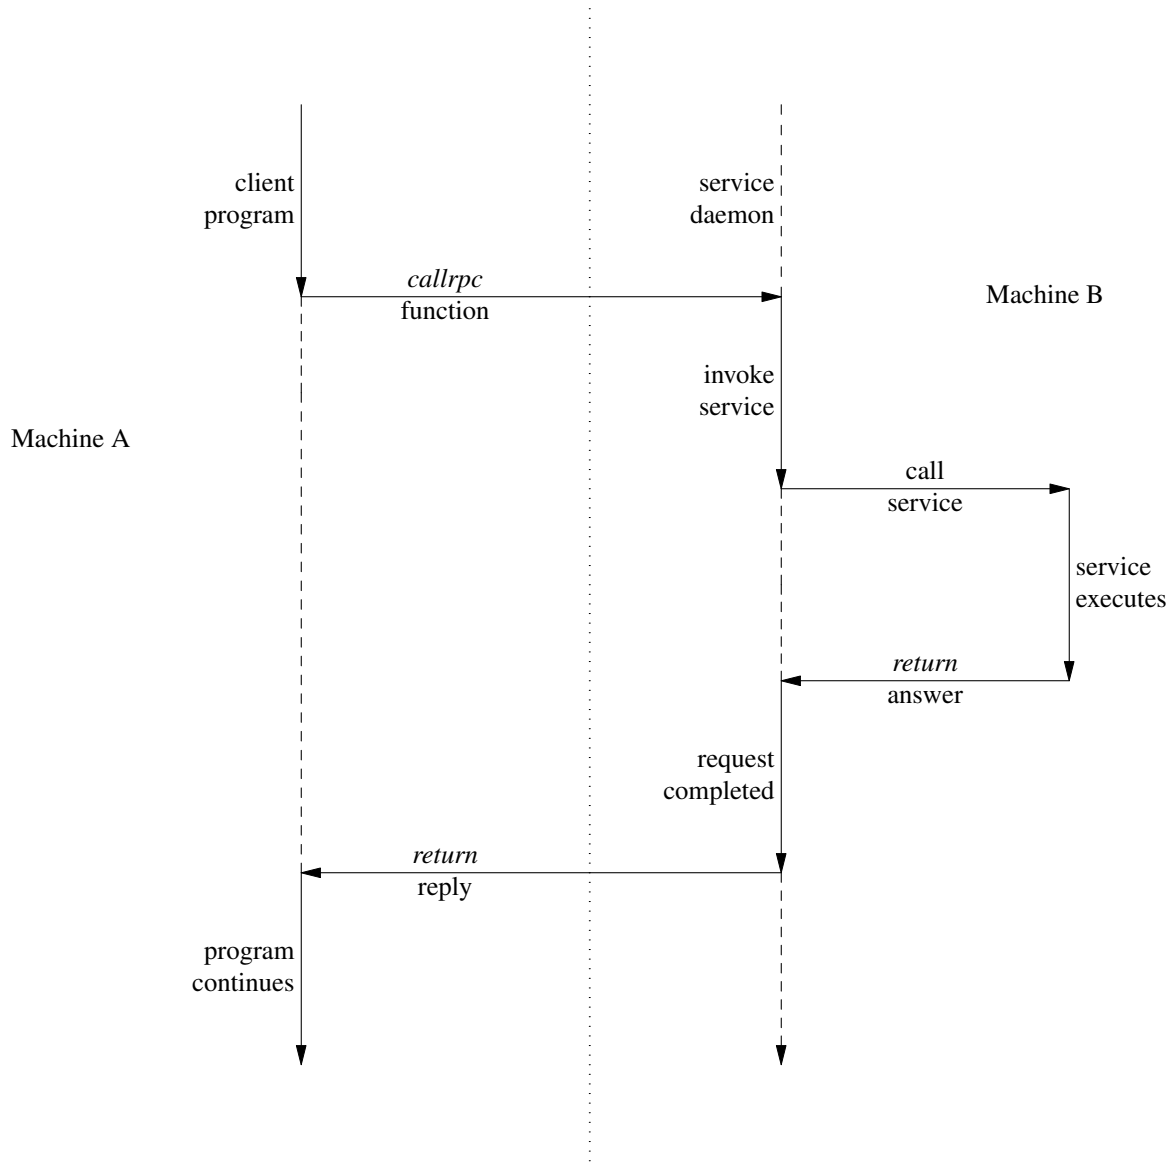 client
program
service
daemon
callrpc
function
Machine B
invoke
service
Machine A
call
service
service
executes
return
answer
request
completed
return
reply
program
continues